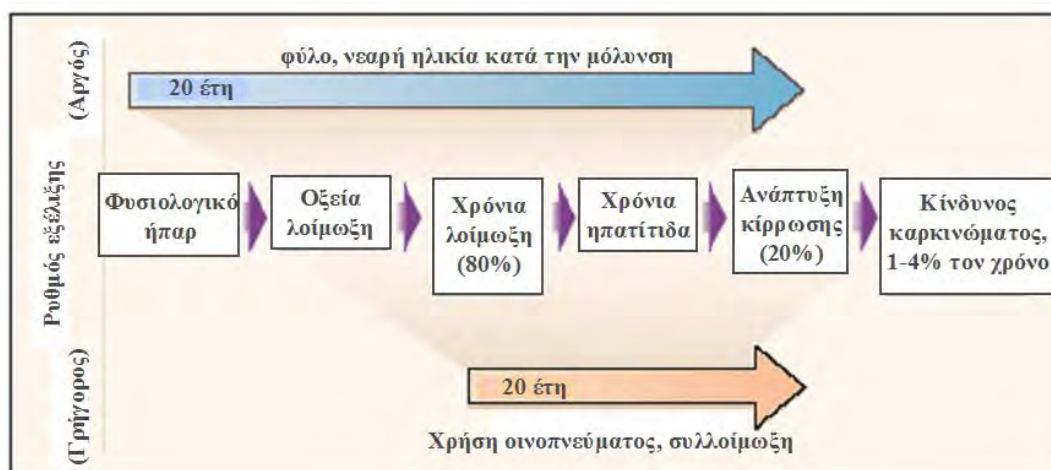 (Αργός)
φύλο, νεαρή ηλικία κατά την μόλυνση
20 έτη
Ρυθμός εξέλιξης
Φυσιολογικό
ήπαρ
Οξεία
λοίμωξη
Χρόνια
λοίμωξη
(80%)
Χρόνια
ηπατίτιδα
Ανάπτυξη
κίρρωσης
(20%)
Κίνδυνος
καρκινώματος,
1-4% τον χρόνο
(Γρήγορος)
20 έτη
Χρήση οινοπνεύματος, συλλοίμωξη